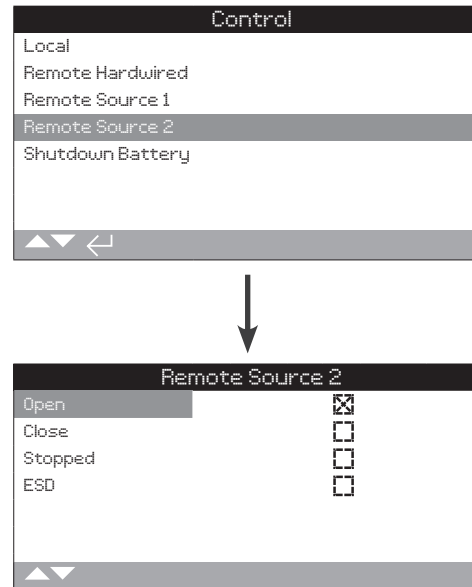 Control
Local
Remote Hardwired
Remote Source 1
Remote Source 2
Shutdown Battery
Remote Source 2
Open
Close
Stopped
ESD